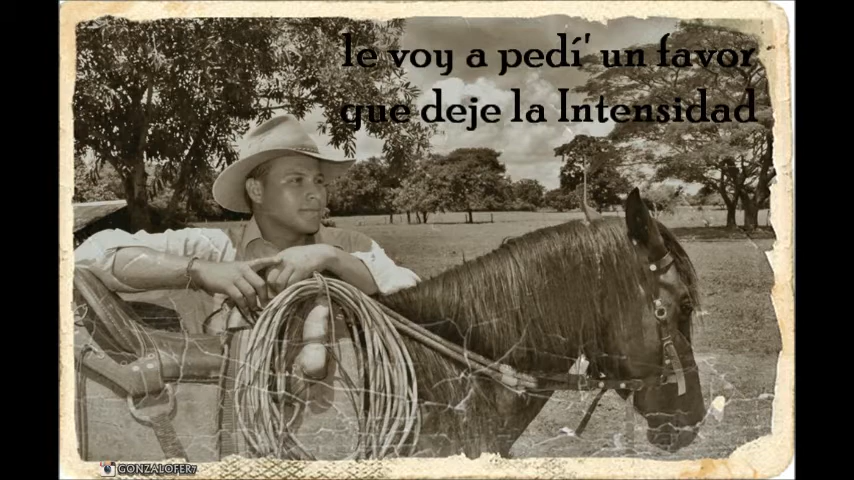 le voy a pedí' un favor
que deje la Intensidad
GONZALOFER7